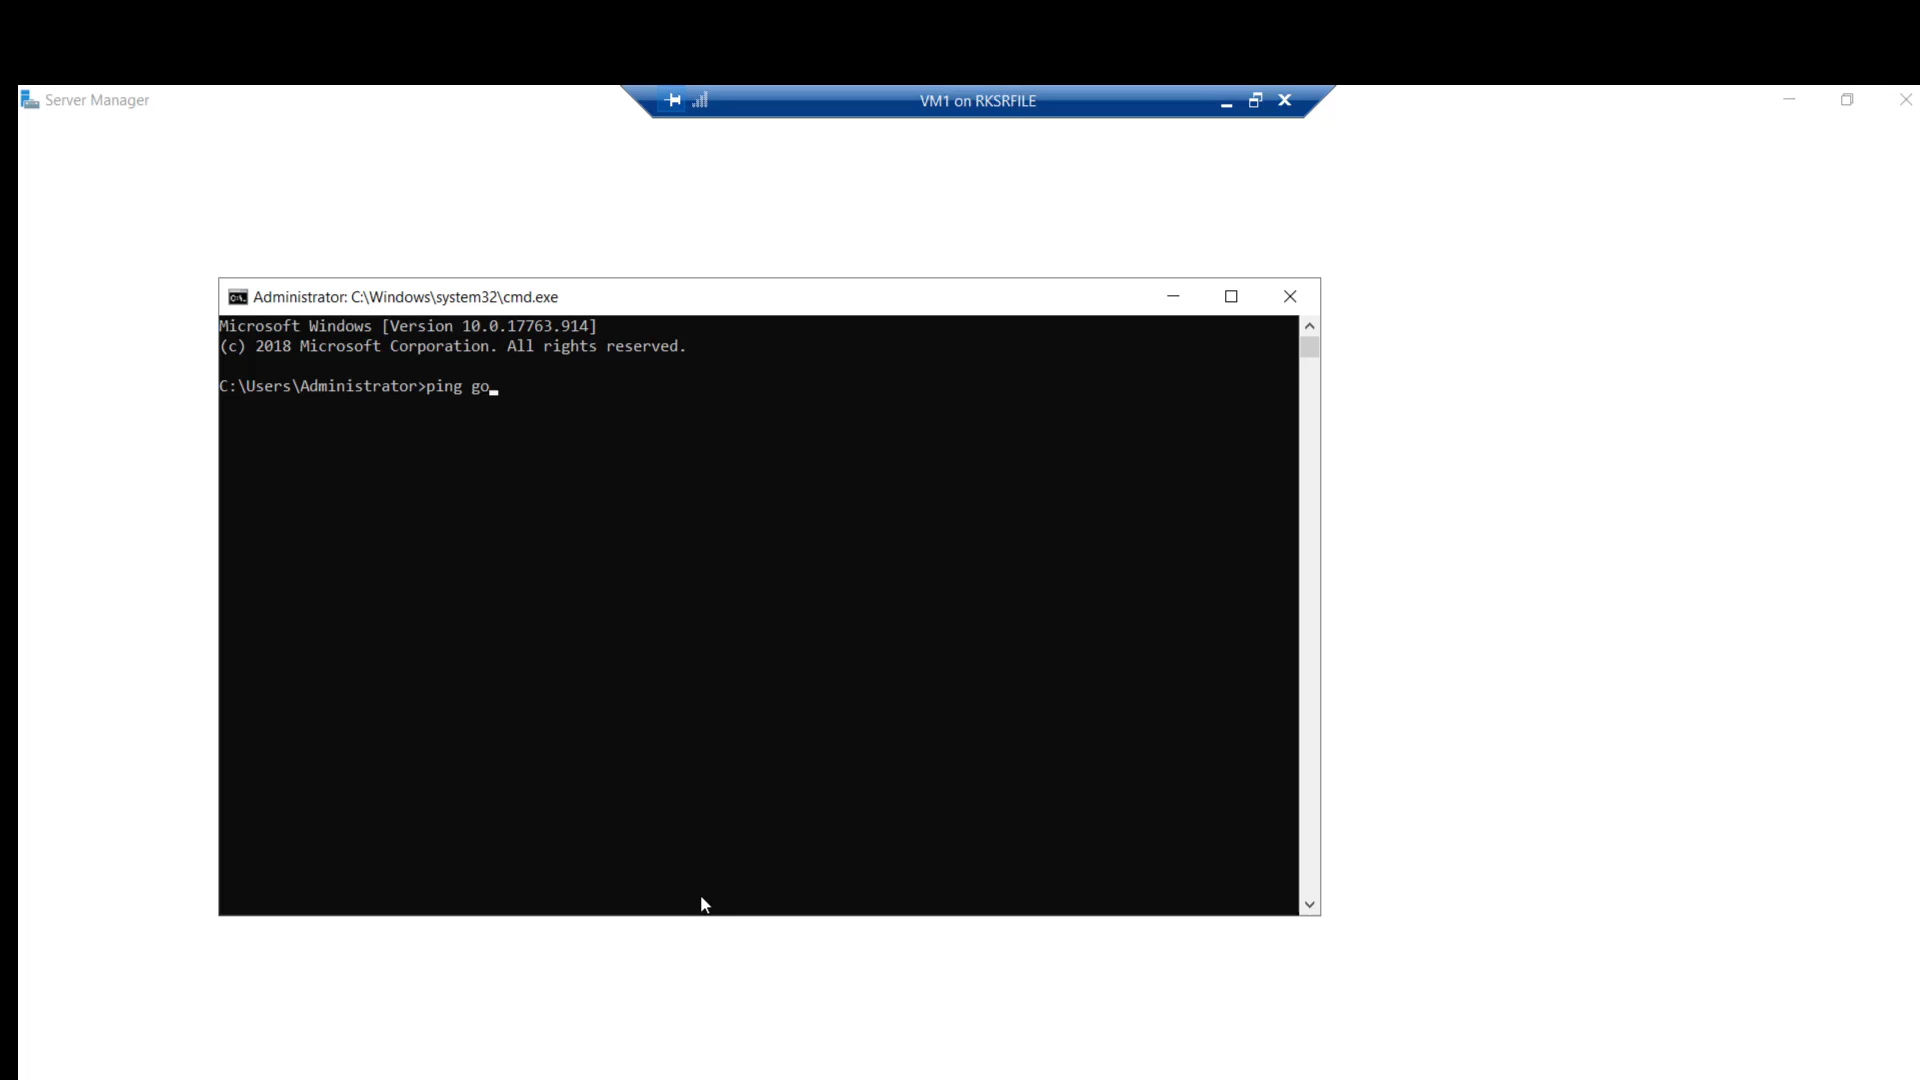 Server Manager
VM1 on RKSRFILE
Administrator: C:\Windows\system32\cmd.exe
Microsoft Windows [Version 10.0.17763.914]
(c) 2018 Microsoft Corporation. All rights reserved.
C:\Users\Administrator>ping go